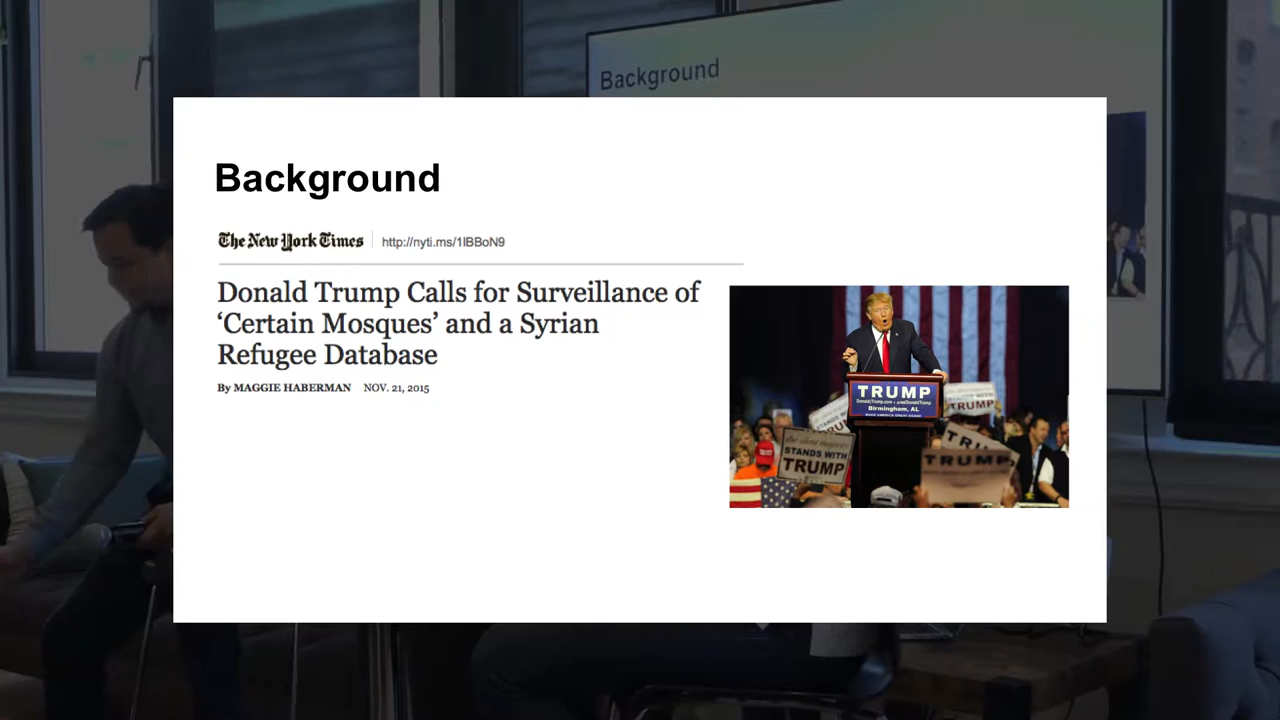 Background
Background
The New York Times
http://nyti.ms/1IBBoN9
Donald Trump Calls for Surveillance of
‘Certain Mosques’ and a Syrian
Refugee Database
By MAGGIE HABERMAN NOV. 21, 2015
TRUMP
Birmingham, AL
TRUMP
STANDS WITH
TRUMP
TRUMP